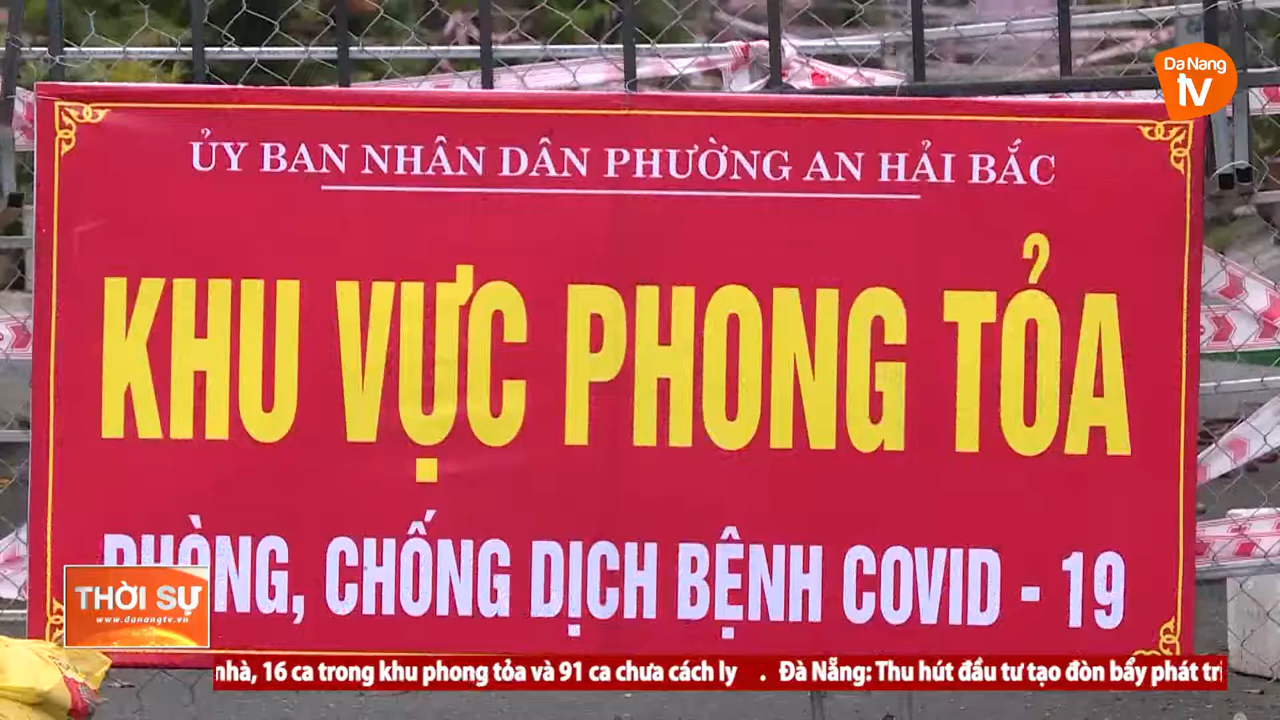 Da Nang
tv
ỦY BAN NHÂN DÂN PHƯỜNG AN HẢI BẮC
KHU VỰC PHONG TỎA
PHÒNG, CHỐNG DỊCH BỆNH COVID - 19
THỜI SỰ
www.danangtv.vn
nhà, 16 ca trong khu phong tỏa và 91 ca chưa cách ly . Đà Nẵng: Thu hút đầu tư tạo đòn bẩy phát tri